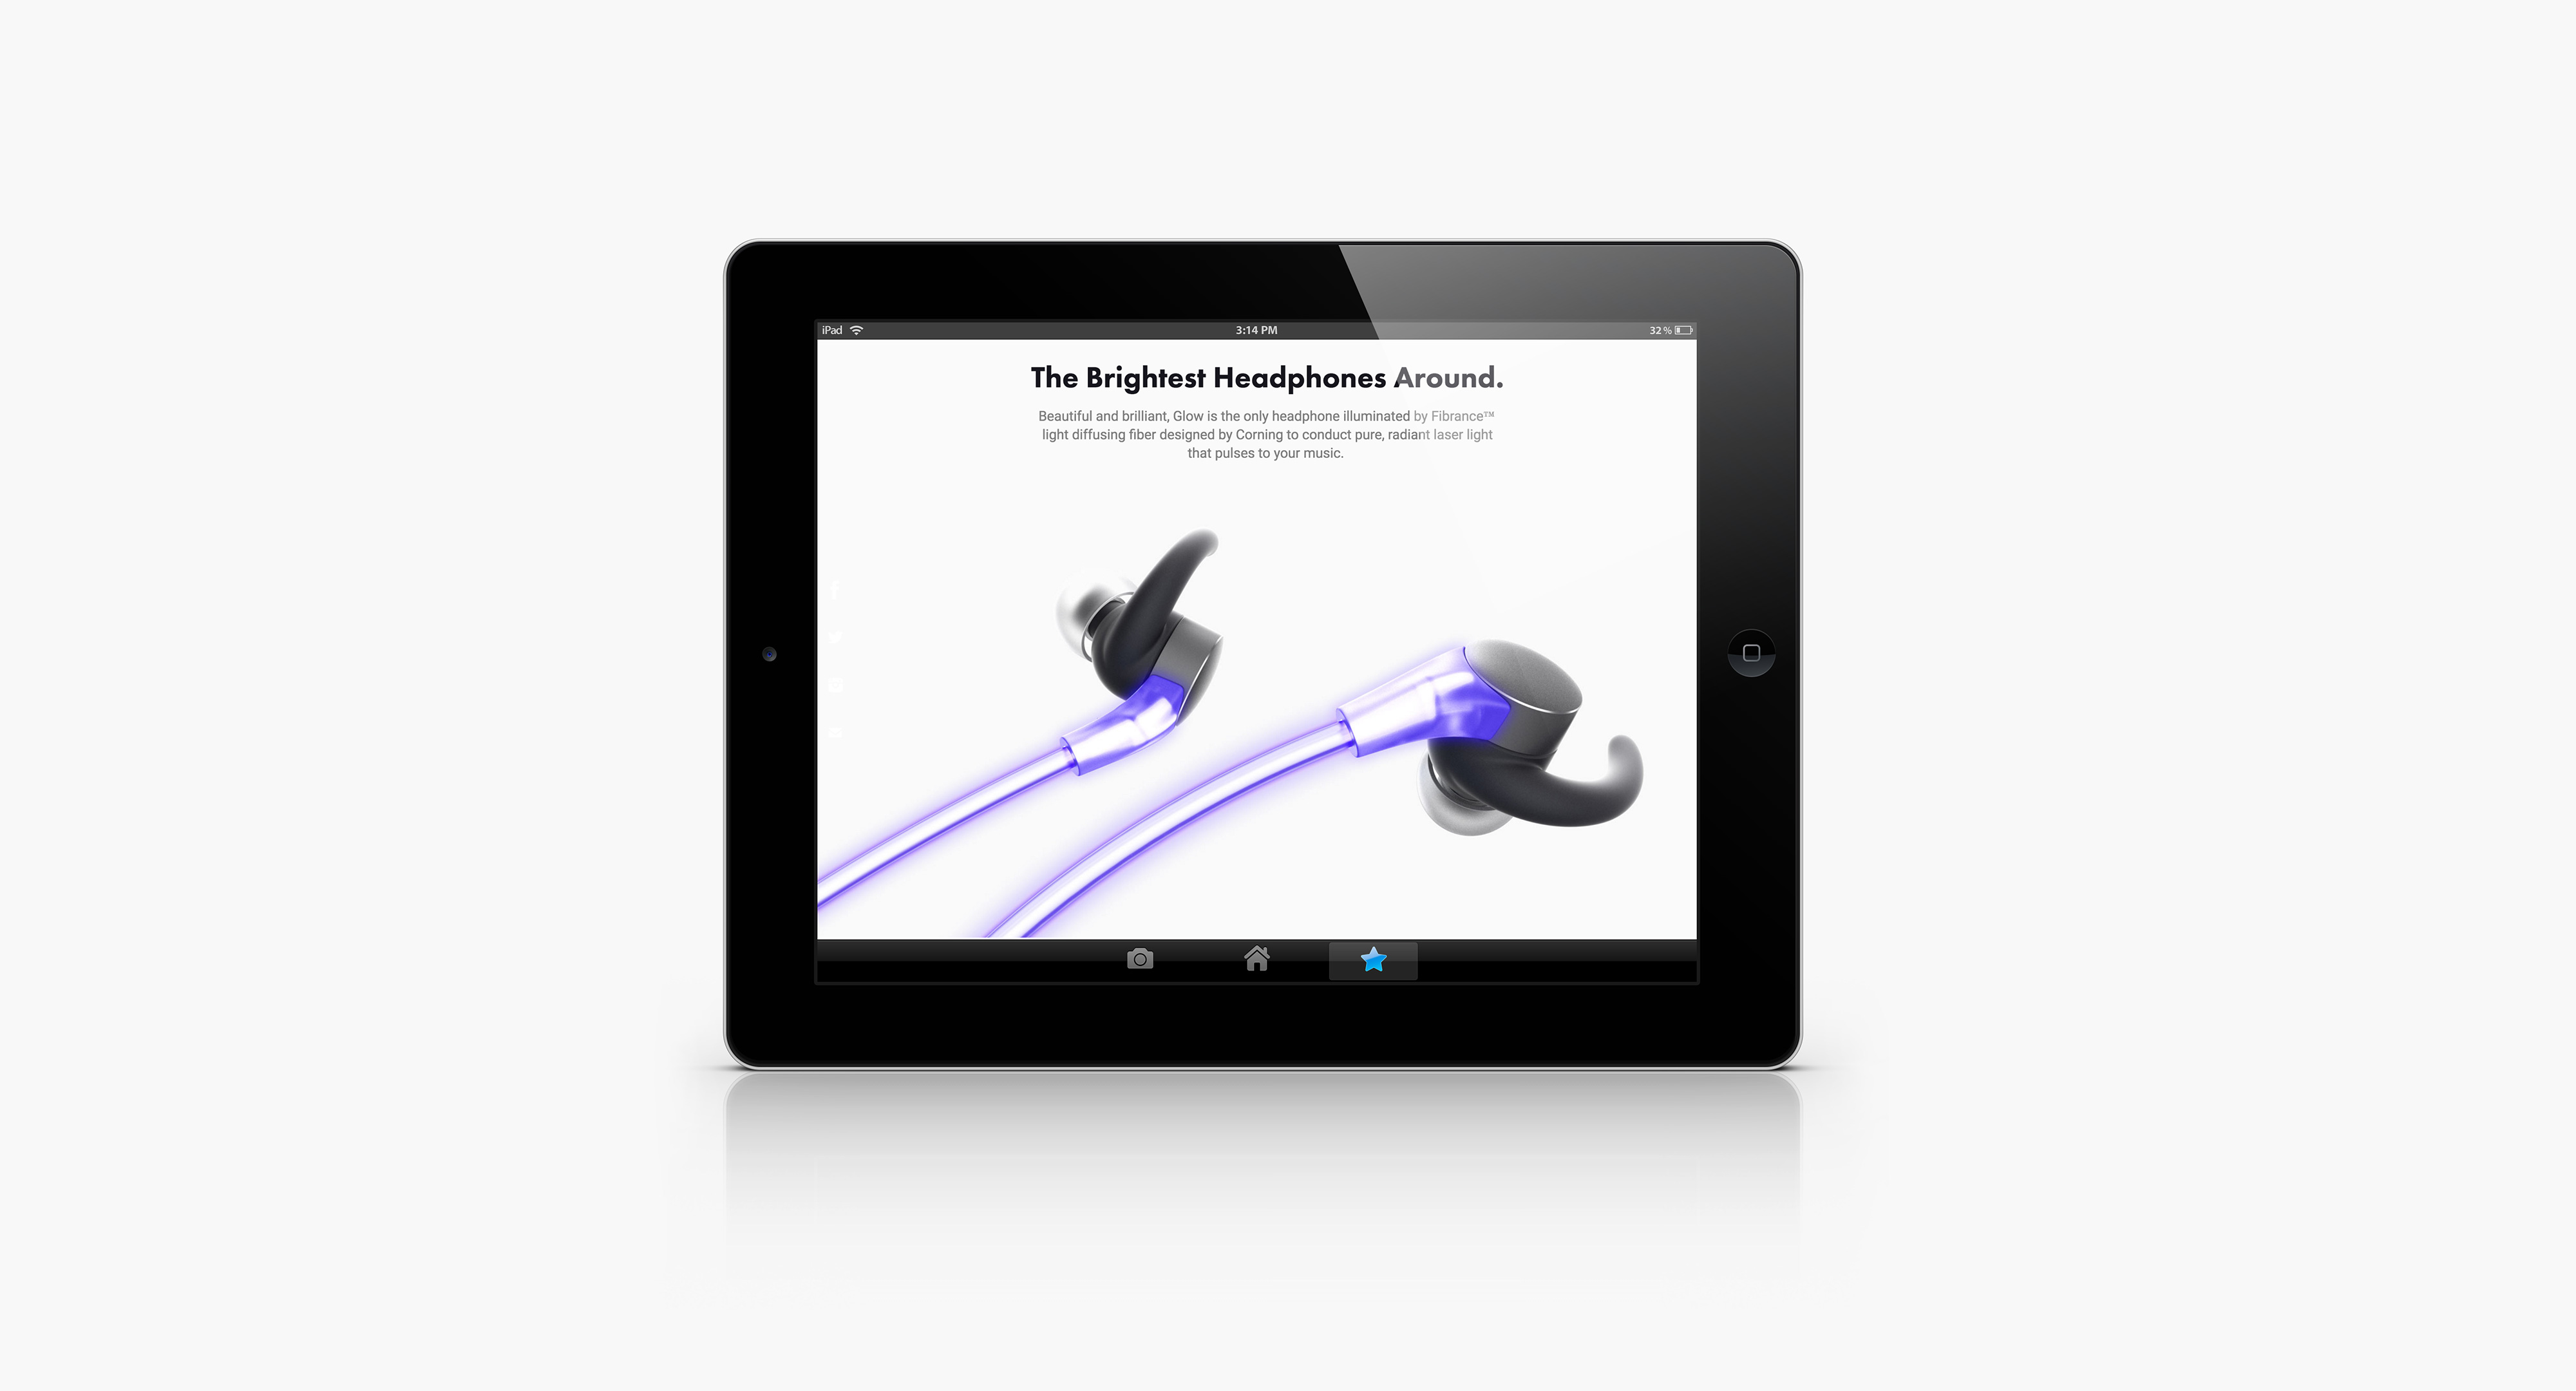 iPad
3:14 PM
32 %
The Brightest Headphones Around.
Beautiful and brilliant, Glow is the only headphone illuminated by Fibrance™
light diffusing fiber designed by Corning to conduct pure, radiant laser light
that pulses to your music.